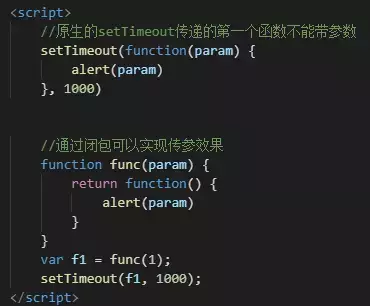 <script>
//原生的setTimeout传递的第一个函数不能带参数
setTimeout(function(param) {
alert(param)
}, 1000)
//通过闭包可以实现传参效果
function func(param) {
return function() {
alert(param)
}
}
var f1 = func(1);
setTimeout(f1, 1000);
</script>